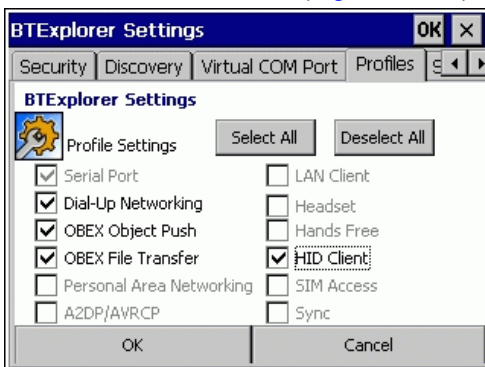 BTExplorer Settings OK
Security Discovery Virtual COM Port Profiles
BTExplorer Settings
Profile Settings Select All Deselect All
Serial Port LAN Client
Dial-Up Networking Headset
OBEX Object Push Hands Free
OBEX File Transfer HID Client
Personal Area Networking SIM Access
A2DP/AVRCP Sync
OK Cancel